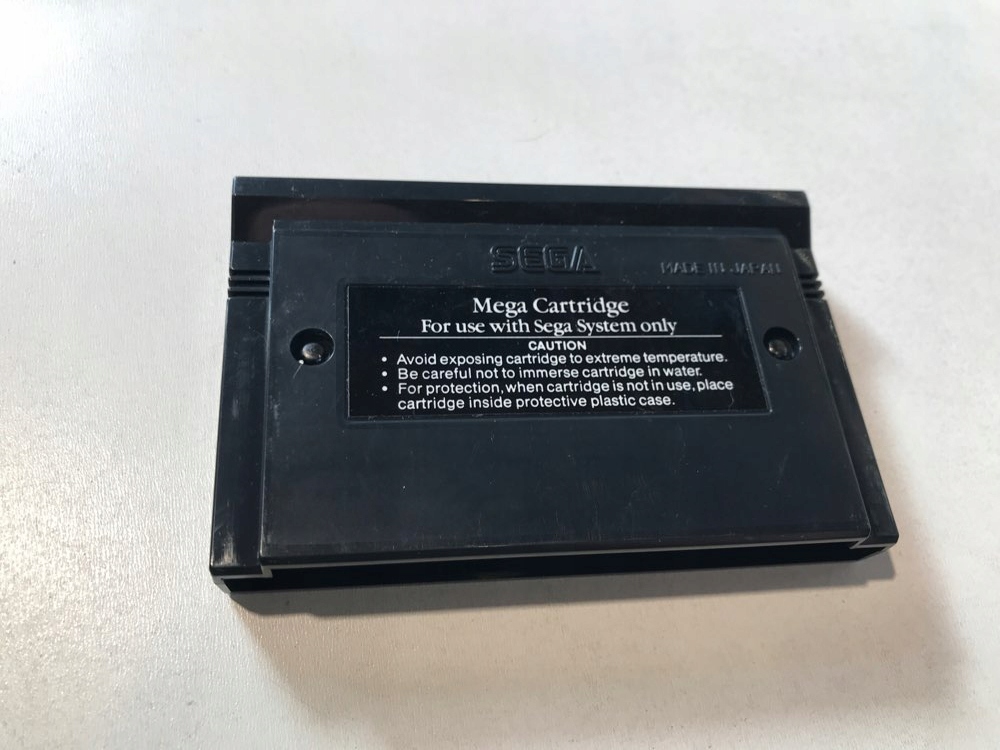 SEGA
MADE IN JAPAN
Mega Cartridge
For use with Sega System only
CAUTION
• Avoid exposing cartridge to extreme temperature.
• Be careful not to immerse cartridge in water.
• For protection, when cartridge is not in use, place
cartridge inside protective plastic case.